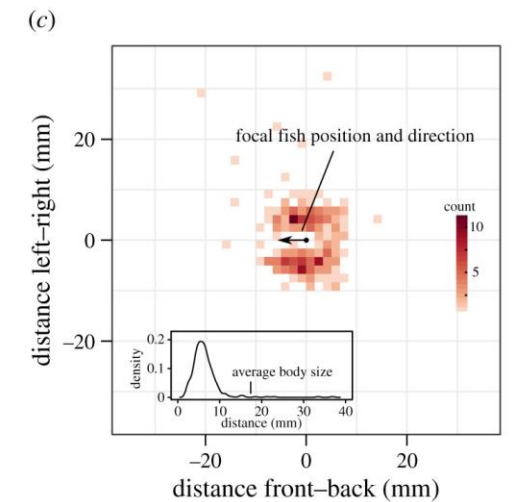 (c)
distance left–right (mm)
20
0
–20
focal fish position and direction
count
10
5
density
0.2
0.1
0
average body size
0 10 20 30 40
distance (mm)
–20 0 20
distance front–back (mm)